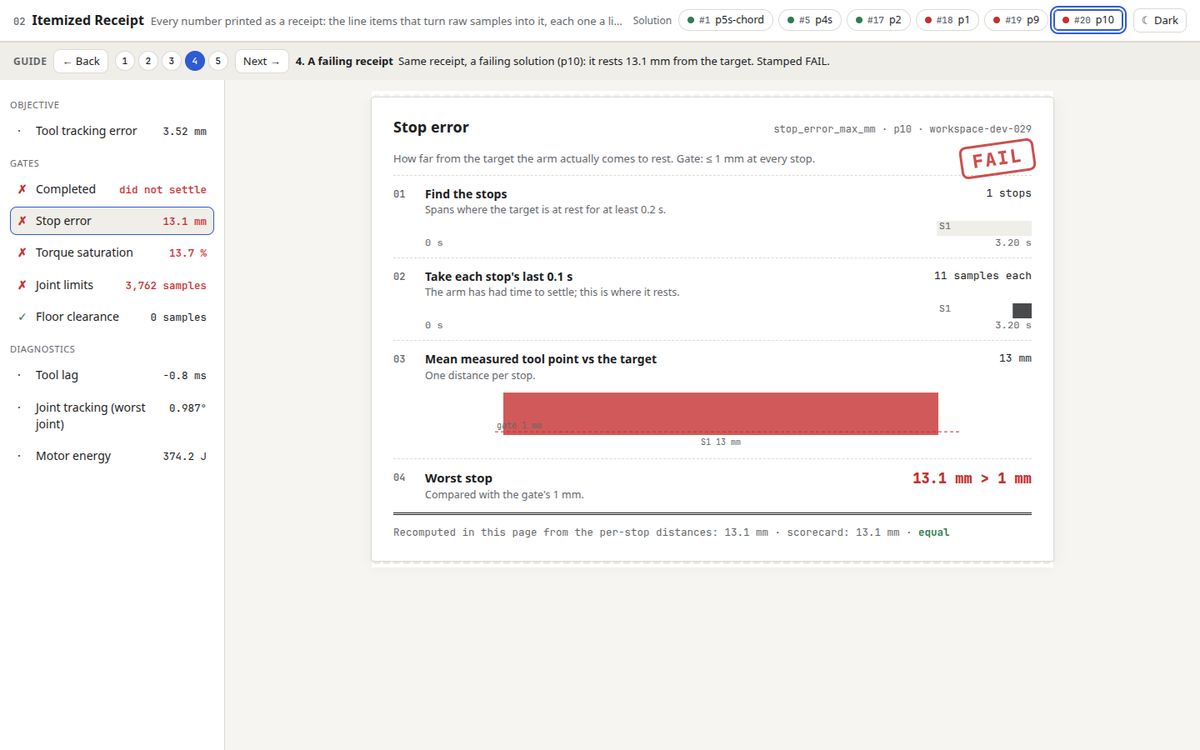 02 Itemized Receipt Every number printed as a receipt: the line items that turn raw samples into it, each one a li... Solution #1 p5s-chord #5 p4s #17 p2 #18 p1 #19 p9 #20 p10 ☾ Dark
GUIDE ← Back 1 2 3 4 5 Next → 4. A failing receipt Same receipt, a failing solution (p10): it rests 13.1 mm from the target. Stamped FAIL.
OBJECTIVE
· Tool tracking error 3.52 mm
GATES
✗ Completed did not settle
✗ Stop error 13.1 mm
✗ Torque saturation 13.7 %
✗ Joint limits 3,762 samples
✓ Floor clearance 0 samples
DIAGNOSTICS
· Tool lag -0.8 ms
· Joint tracking (worst joint) 0.987°
· Motor energy 374.2 J
Stop error stop_error_max_mm · p10 · workspace-dev-029
How far from the target the arm actually comes to rest. Gate: ≤ 1 mm at every stop.
FAIL
01 Find the stops 1 stops
Spans where the target is at rest for at least 0.2 s.
S1
0 s 3.20 s
02 Take each stop's last 0.1 s 11 samples each
The arm has had time to settle; this is where it rests.
S1
0 s 3.20 s
03 Mean measured tool point vs the target 13 mm
One distance per stop.
gate 1 mm
S1 13 mm
04 Worst stop 13.1 mm > 1 mm
Compared with the gate's 1 mm.
Recomputed in this page from the per-stop distances: 13.1 mm · scorecard: 13.1 mm · equal